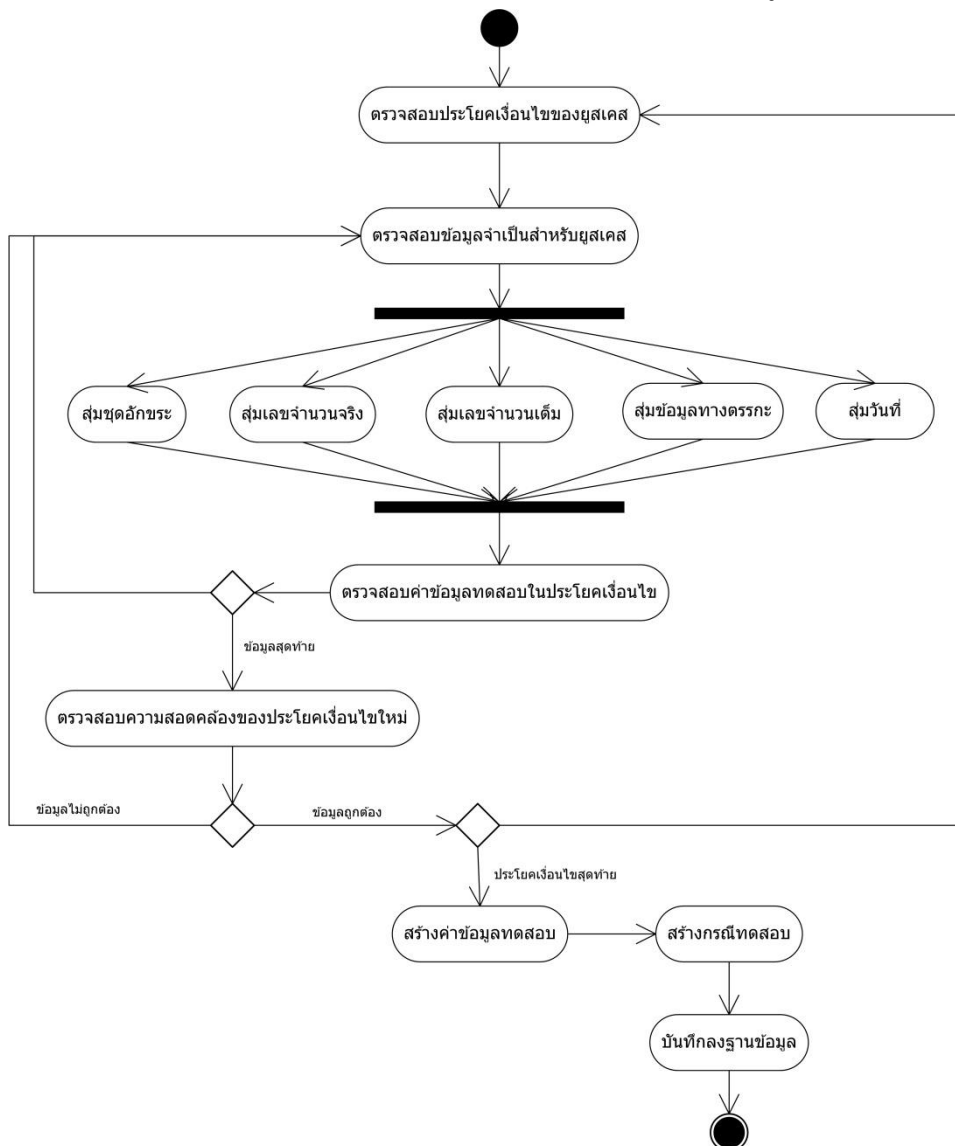 ตรวจสอบประโยคเงื่อนไขของยูสเคส
ตรวจสอบข้อมูลจำเป็นสำหรับยูสเคส
สุ่มชุดอักขระ
สุ่มเลขจำนวนจริง
สุ่มเลขจำนวนเต็ม
สุ่มข้อมูลทางตรรกะ
สุ่มวันที่
ตรวจสอบค่าข้อมูลทดสอบในประโยคเงื่อนไข
ข้อมูลสุดท้าย
ตรวจสอบความสอดคล้องของประโยคเงื่อนไขใหม่
ข้อมูลไม่ถูกต้อง
ข้อมูลถูกต้อง
ประโยคเงื่อนไขสุดท้าย
สร้างค่าข้อมูลทดสอบ
สร้างกรณีทดสอบ
บันทึกลงฐานข้อมูล